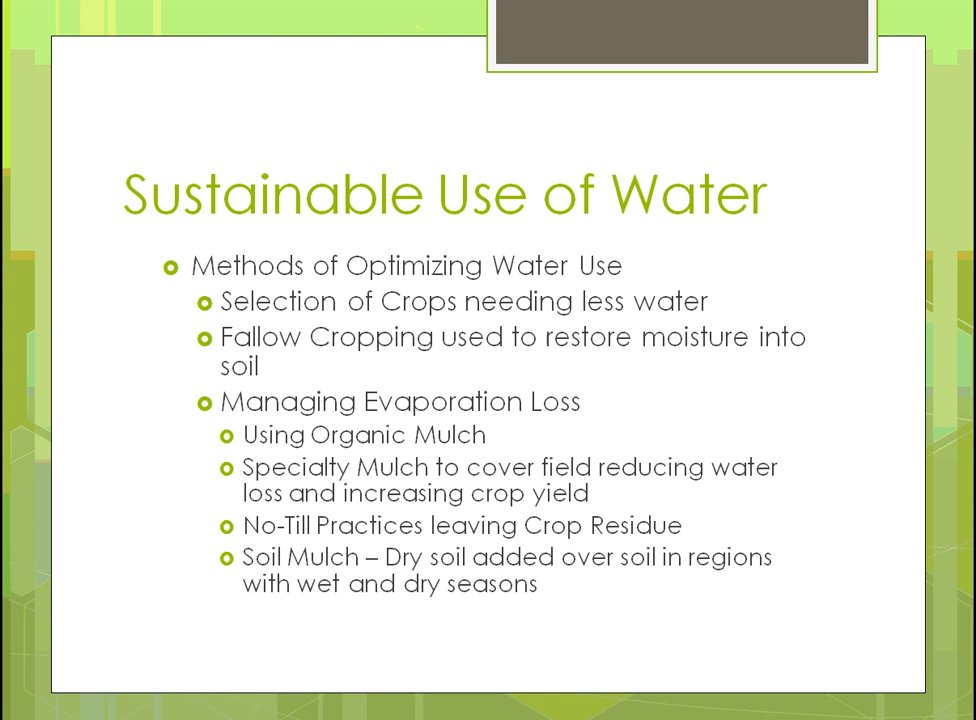 Sustainable Use of Water
Methods of Optimizing Water Use
Selection of Crops needing less water
Fallow Cropping used to restore moisture into
soil
Managing Evaporation Loss
Using Organic Mulch
Specialty Mulch to cover field reducing water
loss and increasing crop yield
No-Till Practices leaving Crop Residue
Soil Mulch – Dry soil added over soil in regions
with wet and dry seasons